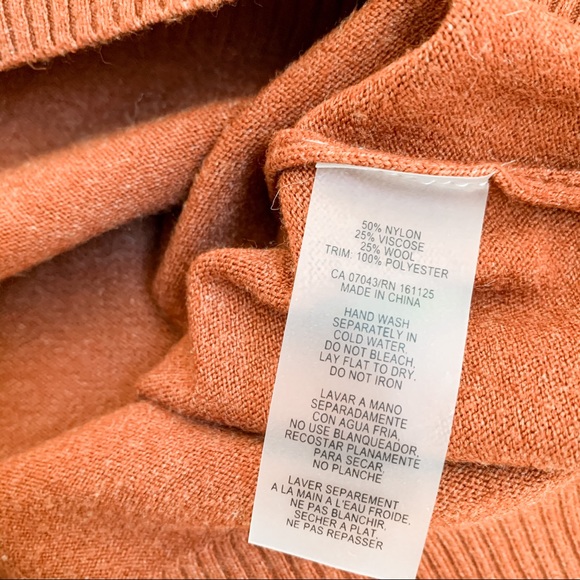 50% NYLON
25% VISCOSE
25% WOOL
TRIM: 100% POLYESTER
CA 07043/RN 161125
MADE IN CHINA
HAND WASH
SEPARATELY IN
COLD WATER,
DO NOT BLEACH,
LAY FLAT TO DRY.
DO NOT IRON
LAVAR A MANO
SEPARADAMENTE
CON AGUA FRIA,
NO USE BLANQUEADOR.
RECOSTAR PLANAMENTE
PARA SECAR.
NO PLANCHE
LAVER SEPAREMENT
A LA MAIN A L'EAU FROIDE,
NE PAS BLANCHIR.
SECHER A PLAT.
NE PAS REPASSER